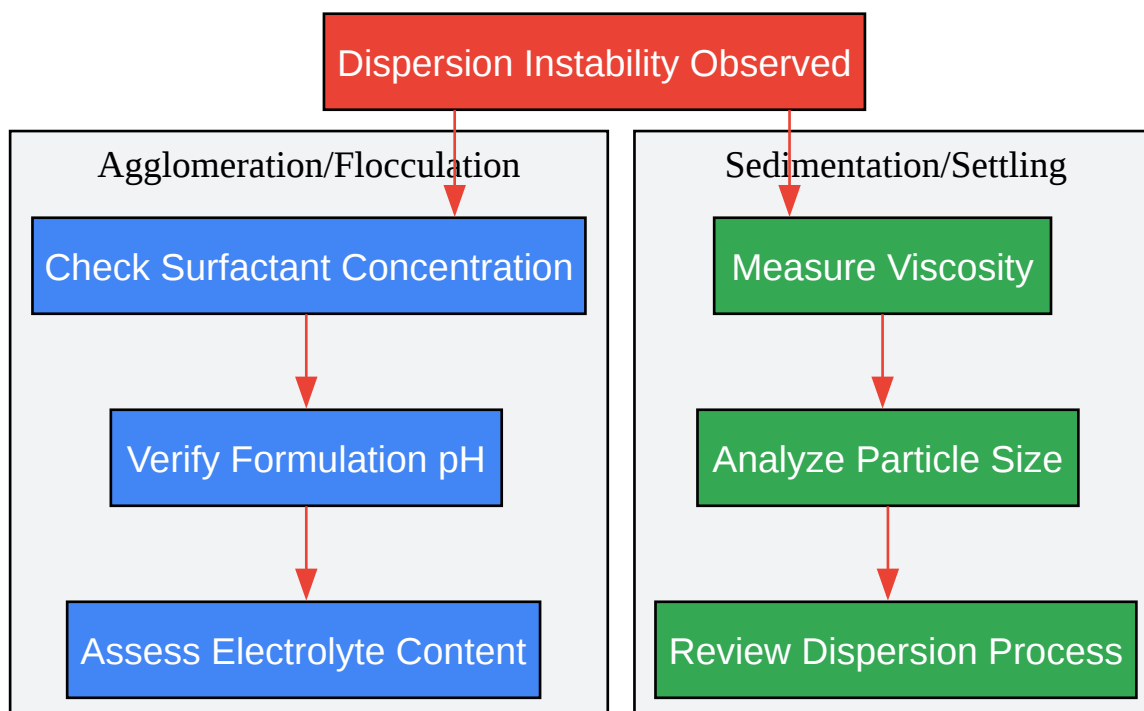 Dispersion Instability Observed
Agglomeration/Flocculation
Check Surfactant Concentration
Verify Formulation pH
Assess Electrolyte Content
Sedimentation/Settling
Measure Viscosity
Analyze Particle Size
Review Dispersion Process